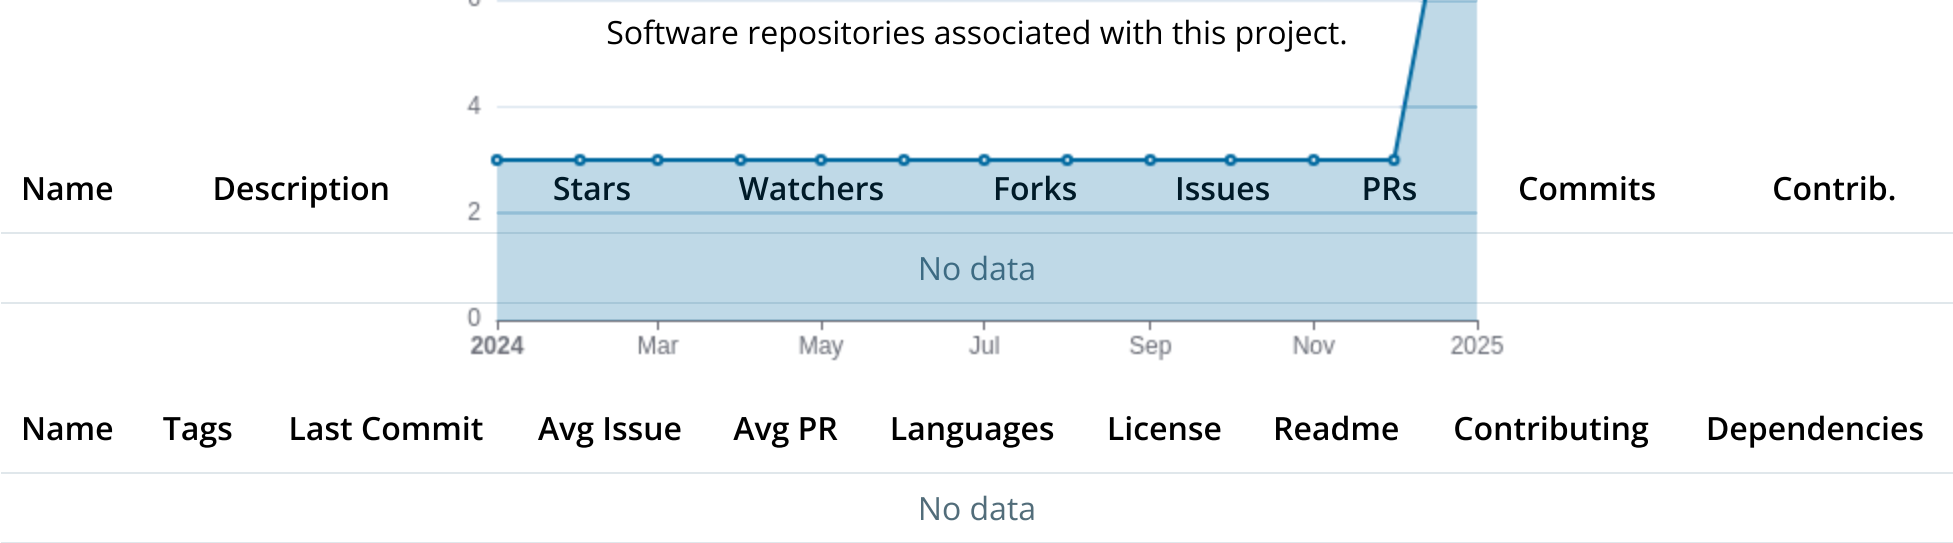 Software repositories associated with this project.
4
Name Description Stars Watchers Forks Issues PRs Commits Contrib.
2
No data
0
2024 Mar May Jul Sep Nov 2025
Name Tags Last Commit Avg Issue Avg PR Languages License Readme Contributing Dependencies
No data